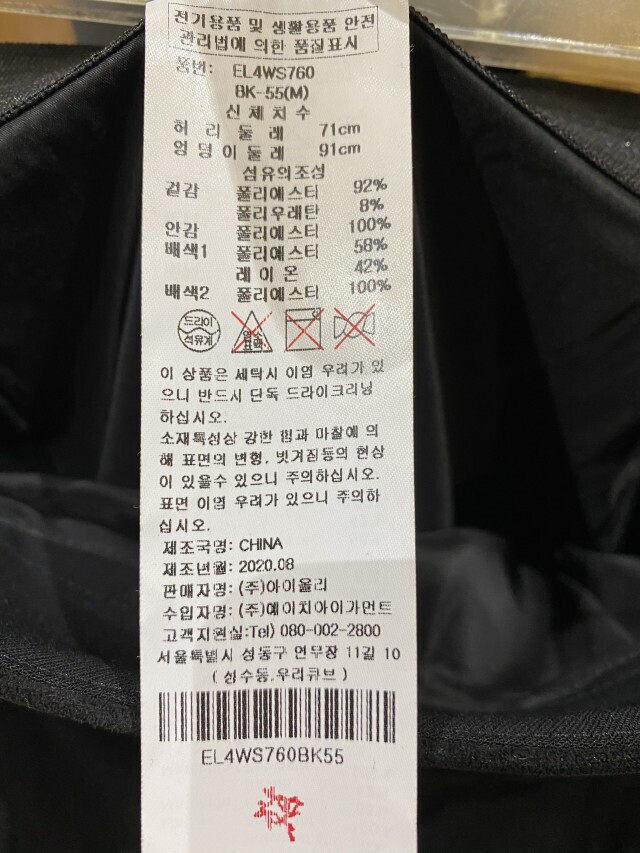 전기용품 및 생활용품 안전
관리법에 의한 품질표시
품번: EL4WS760
BK-55(M)
신체치수
허리둘레 71cm
엉덩이둘레 91cm
섬유의조성
겉감 폴리에스터 92%
폴리우레탄 8%
안감 폴리에스터 100%
배색1 폴리에스터 58%
레이온 42%
배색2 폴리에스터 100%
드라이
석유계
염소
표백
이 상품은 세탁시 이염 우려가 있
으니 반드시 단독 드라이크리닝
하십시오.
소재특성상 강한 힘과 마찰에 의
해 표면의 변형, 벗겨짐등의 현상
이 있을수 있으니 주의하십시오.
표면 이염 우려가 있으니 주의하
십시오.
제조국명: CHINA
제조년월: 2020.08
판매자명: (주)아이올리
수입자명: (주)에이치아이가먼트
고객지원실:Tel) 080-002-2800
서울특별시 성동구 연무장 11길 10
(성수동,우리큐브)
EL4WS760BK55